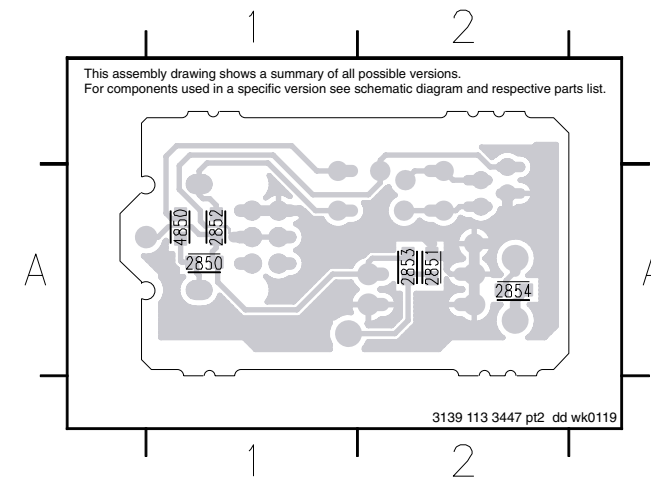 1 2
This assembly drawing shows a summary of all possible versions.
For components used in a specific version see schematic diagram and respective parts list.
4850 2852
2850
2853 2851
2854
A A
3139 113 3447 pt2 dd wk0119
1 2